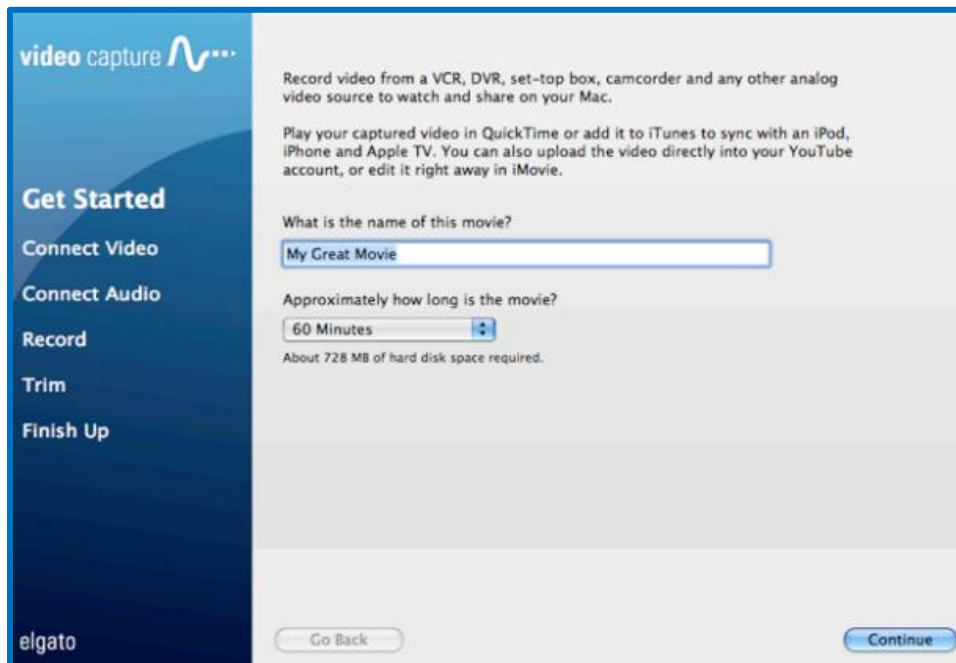 video capture
Get Started
Connect Video
Connect Audio
Record
Trim
Finish Up
elgato
Record video from a VCR, DVR, set-top box, camcorder and any other analog
video source to watch and share on your Mac.
Play your captured video in QuickTime or add it to iTunes to sync with an iPod,
iPhone and Apple TV. You can also upload the video directly into your YouTube
account, or edit it right away in iMovie.
What is the name of this movie?
My Great Movie
Approximately how long is the movie?
60 Minutes
About 728 MB of hard disk space required.
Go Back
Continue